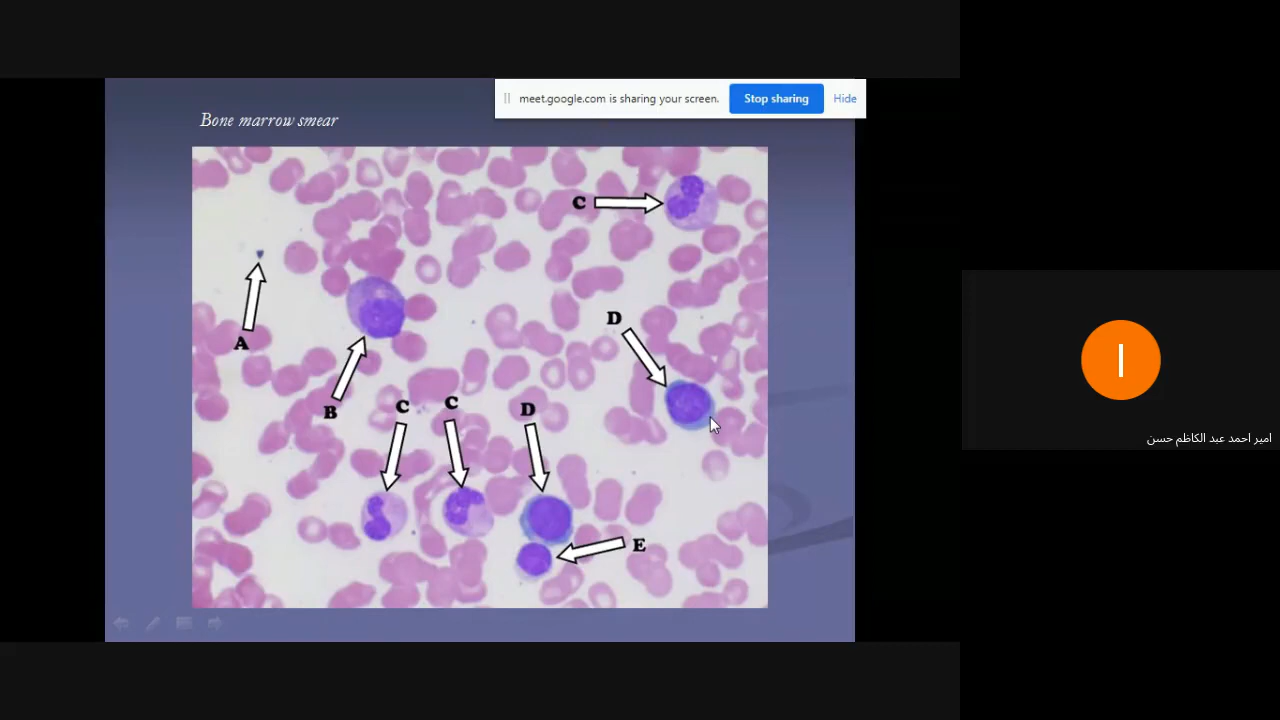 meet.google.com is sharing your screen.
Stop sharing
Hide
Bone marrow smear
C
D
A
B
C
C
D
E
امير احمد عبد الكاظم حسن